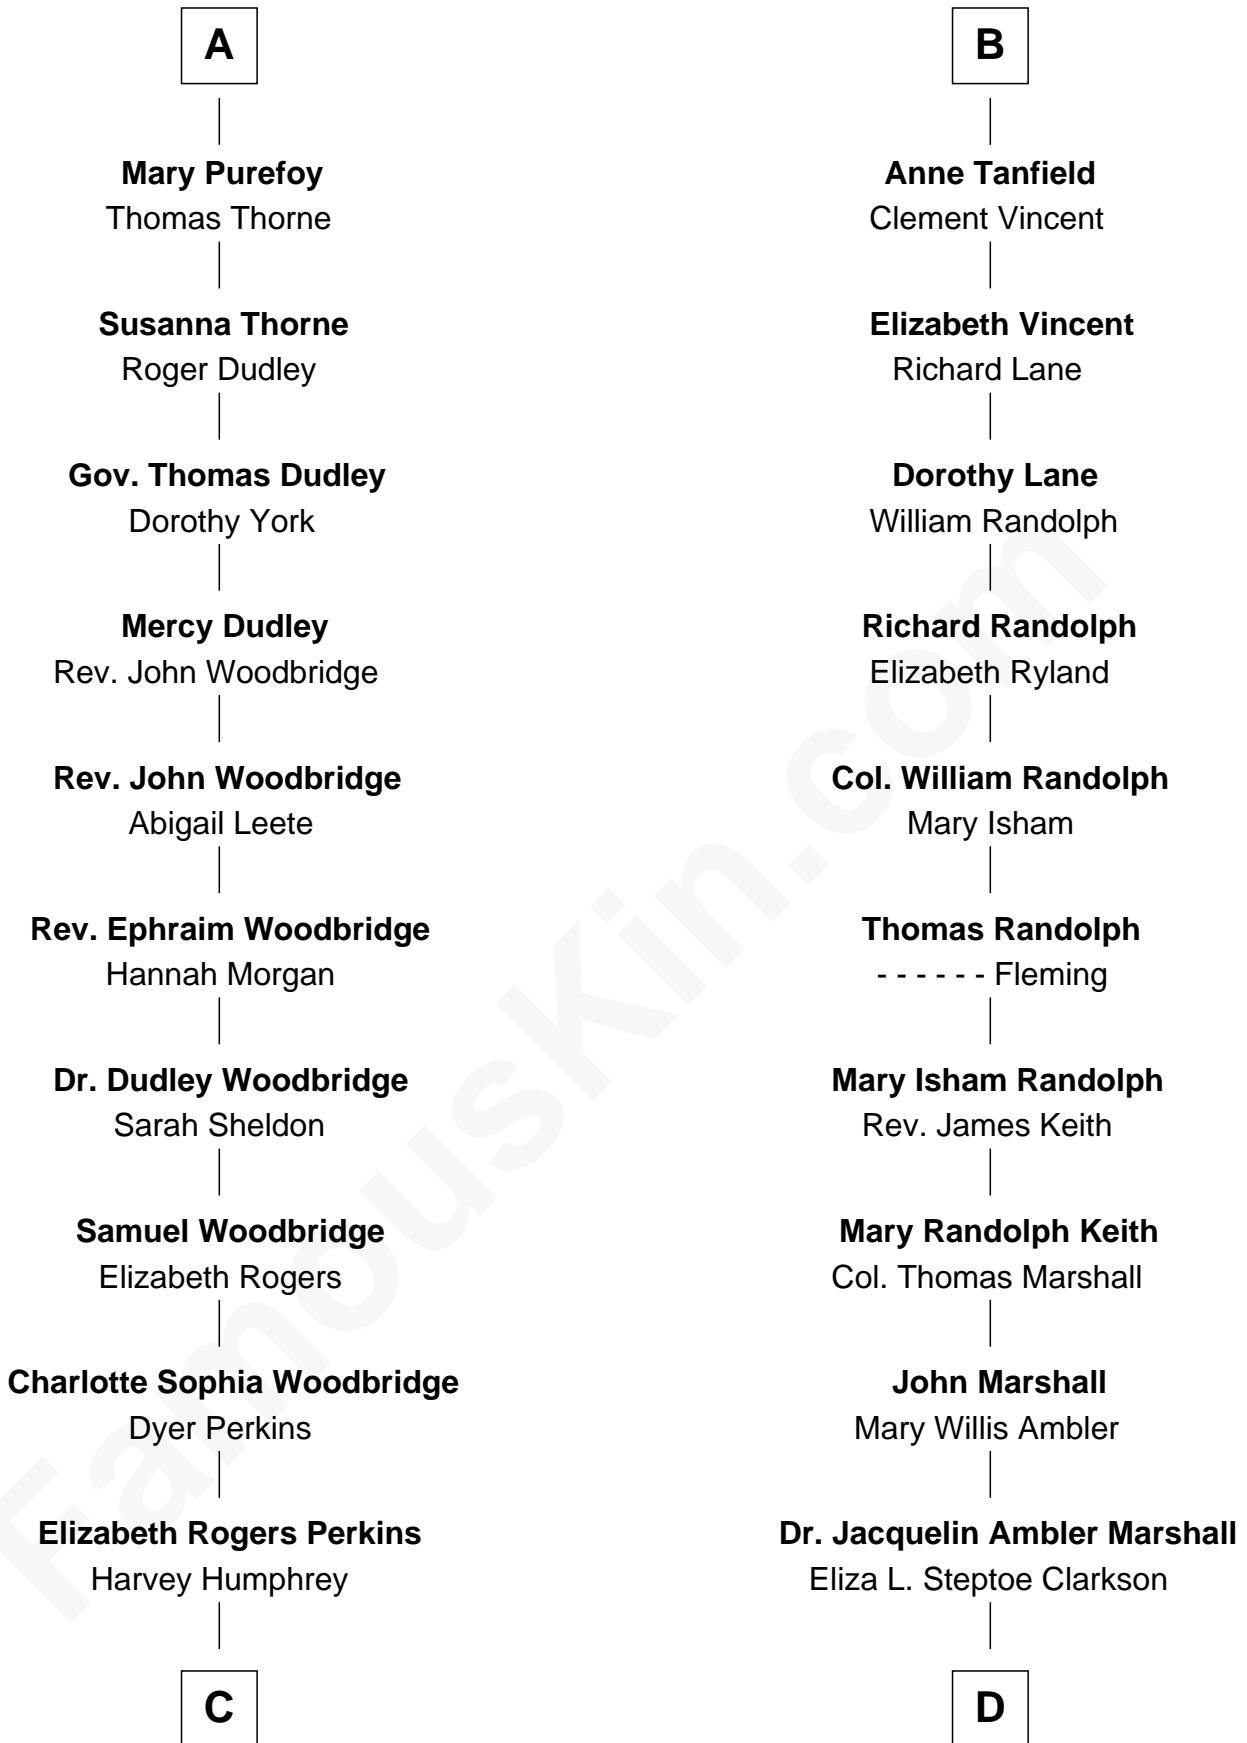 A
Mary Purefoy
Thomas Thorne
Susanna Thorne
Roger Dudley
Gov. Thomas Dudley
Dorothy York
Mercy Dudley
Rev. John Woodbridge
Rev. John Woodbridge
Abigail Leete
Rev. Ephraim Woodbridge
Hannah Morgan
Dr. Dudley Woodbridge
Sarah Sheldon
Samuel Woodbridge
Elizabeth Rogers
Charlotte Sophia Woodbridge
Dyer Perkins
Elizabeth Rogers Perkins
Harvey Humphrey
C
B
Anne Tanfield
Clement Vincent
Elizabeth Vincent
Richard Lane
Dorothy Lane
William Randolph
Richard Randolph
Elizabeth Ryland
Col. William Randolph
Mary Isham
Thomas Randolph
- - - - - - Fleming
Mary Isham Randolph
Rev. James Keith
Mary Randolph Keith
Col. Thomas Marshall
John Marshall
Mary Willis Ambler
Dr. Jacquelin Ambler Marshall
Eliza L. Steptoe Clarkson
D
FamousKin.com